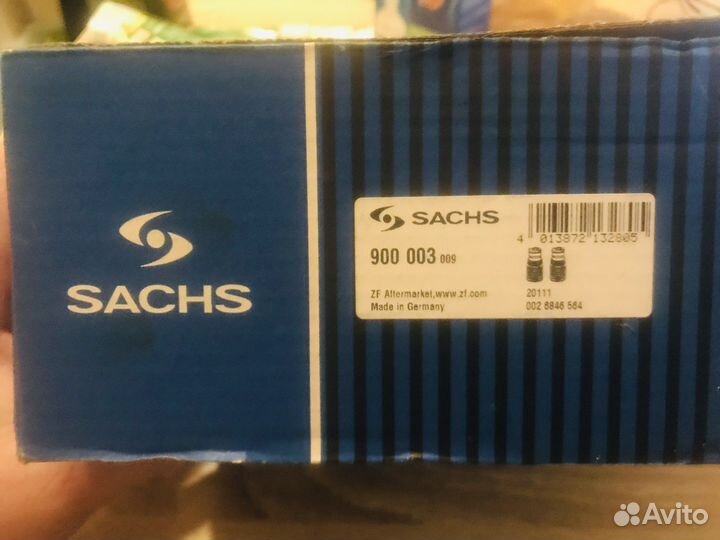 SACHS
SACHS
900 003 009
4 013872 132805
ZF Aftermarket,www.zf.com
Made in Germany
20111
002 6846 564
Avito